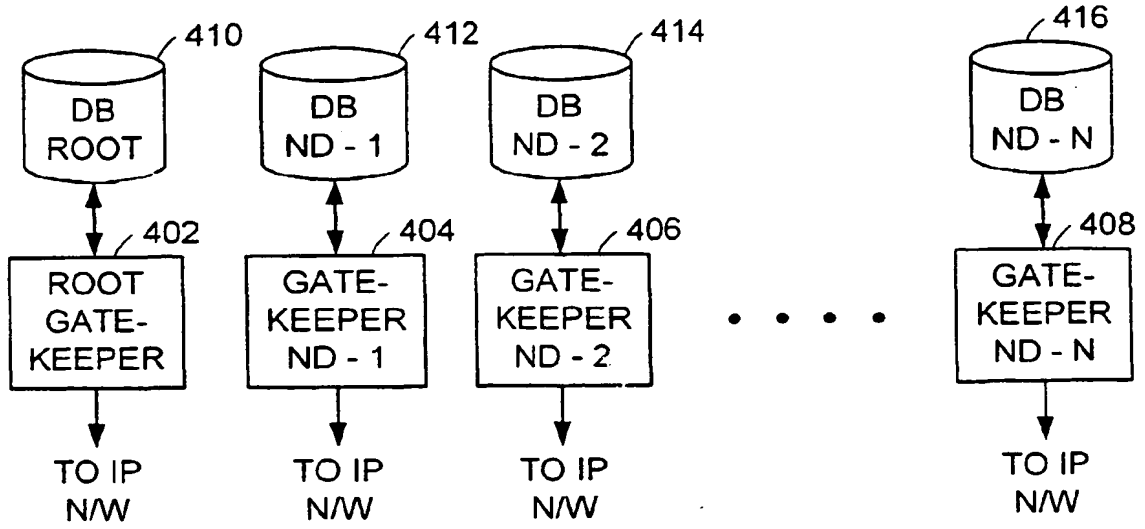 410
DB
ROOT
412
DB
ND - 1
414
DB
ND - 2
416
DB
ND - N
402
ROOT
GATE-
KEEPER
404
GATE-
KEEPER
ND - 1
406
GATE-
KEEPER
ND - 2
408
GATE-
KEEPER
ND - N
TO IP
N/W
TO IP
N/W
TO IP
N/W
TO IP
N/W